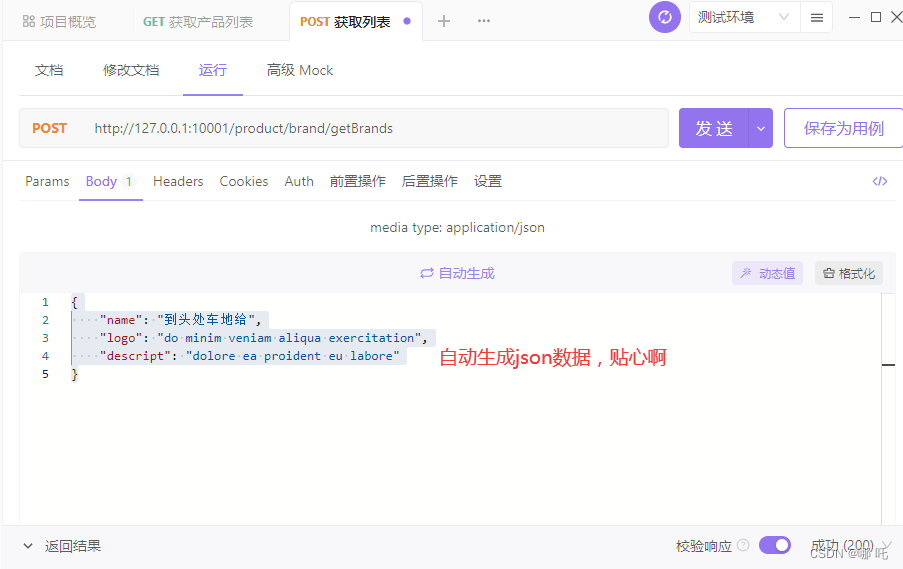 项目概览 GET 获取产品列表 POST 获取列表 测试环境
文档 修改文档 运行 高级 Mock
POST http://127.0.0.1:10001/product/brand/getBrands 发 送 保存为用例
Params Body 1 Headers Cookies Auth 前置操作 后置操作 设置 </>
media type: application/json
自动生成 动态值 格式化
1 {
2 "name": "到头处车地给",
3 "logo": "do minim veniam aliqua exercitation",
4 "descript": "dolore ea proident eu labore"
自动生成json数据，贴心啊
5 }
返回结果 校验响应 成功 (200)
CSDN @哪 吒